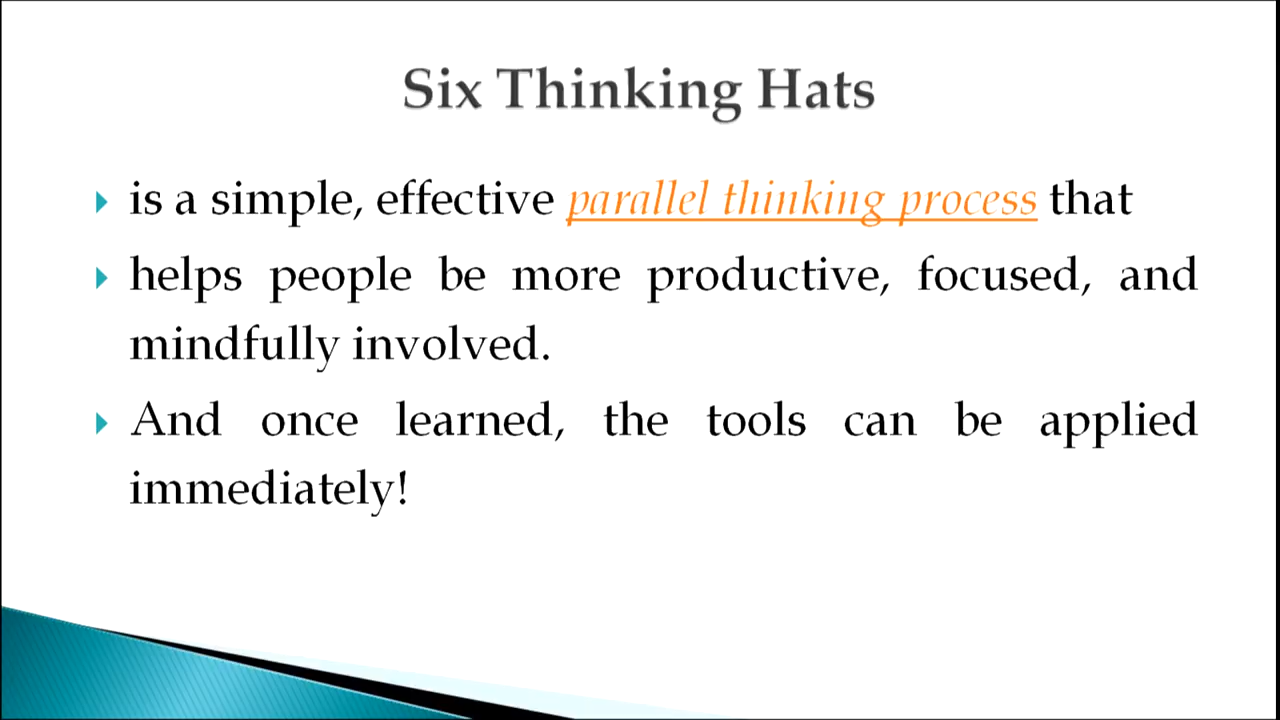 Six Thinking Hats
is a simple, effective parallel thinking process that
helps people be more productive, focused, and
mindfully involved.
And once learned, the tools can be applied
immediately!